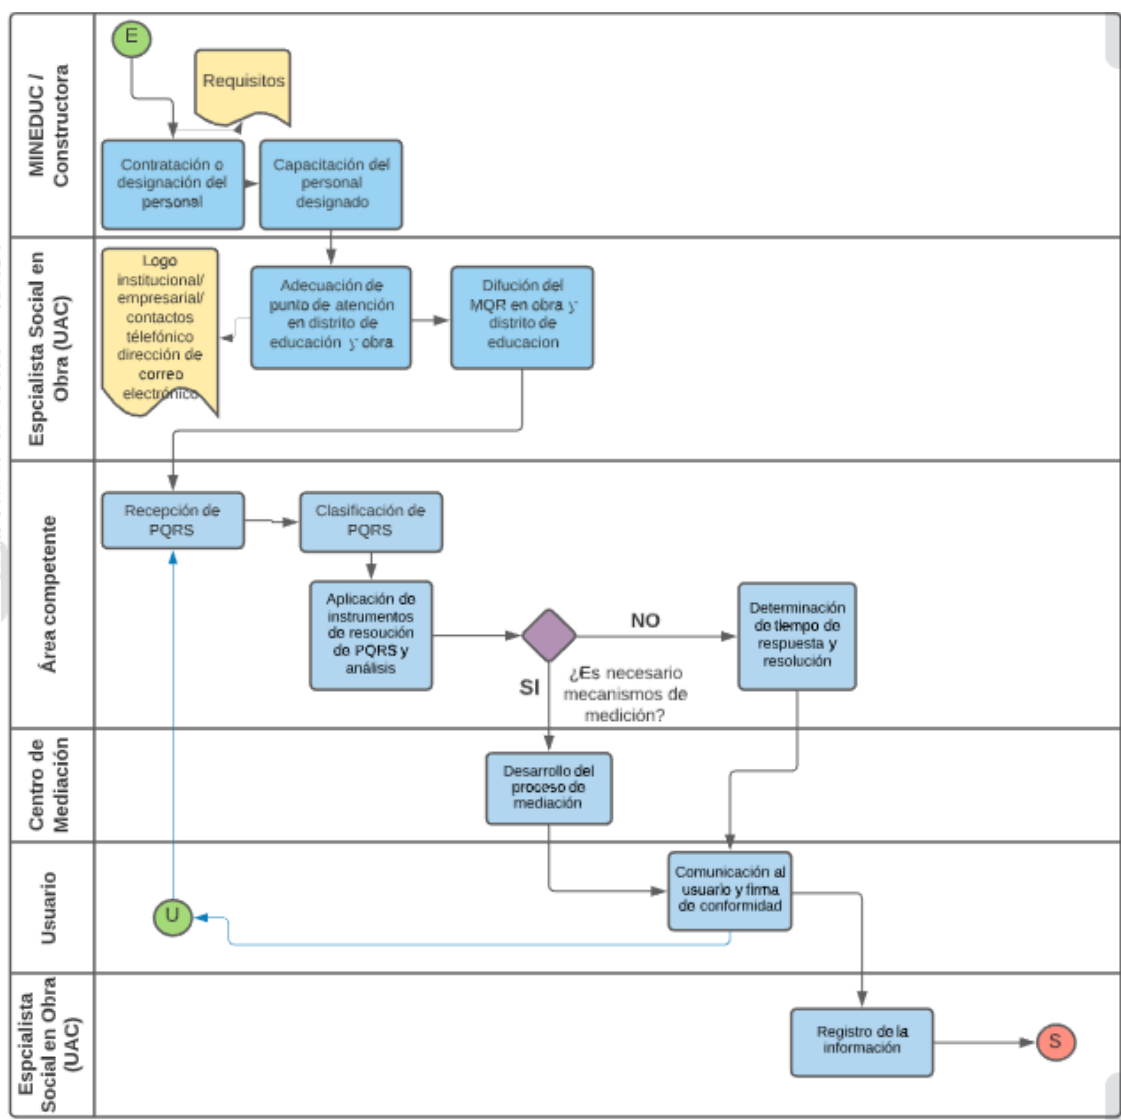 MINEDUC /
Constructora
E
Requisitos
Contratación o
designación del
personal
Capacitación del
personal
designado
Espcialista Social en
Obra (UAC)
Logo
institucional/
empresarial/
contactos
télefónico
dirección de
correo
electrónico
Adecuación de
punto de atención
en distrito de
educación y obra
Difución del
MQR en obra y
distrito de
educacion
Área competente
Recepción de
PQRS
Clasificación de
PQRS
Aplicación de
instrumentos
de resoución
de PQRS y
análisis
NO
SI
¿Es necesario
mecanismos de
medición?
Determinación
de tiempo de
respuesta y
resolución
Centro de
Mediación
Desarrollo del
proceso de
mediación
Usuario
U
Comunicación al
usuario y firma
de conformidad
Espcialista
Social en Obra
(UAC)
Registro de la
información
S